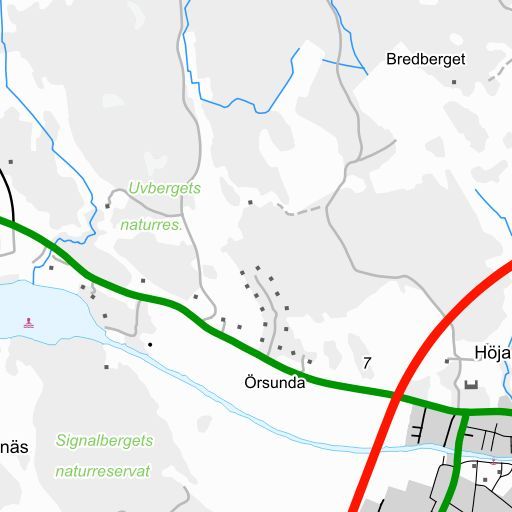 Bredberget
Uvbergets
naturres.
7
Höja
Örsunda
Signalbergets
naturreservat
näs